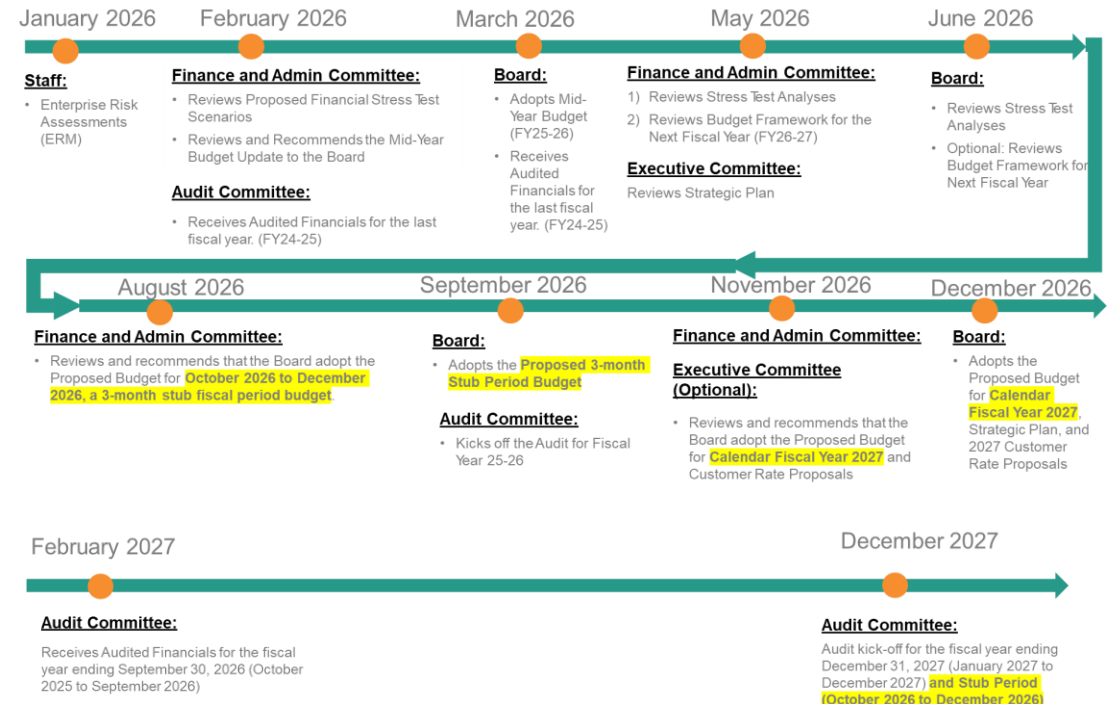 January 2026
February 2026
March 2026
May 2026
June 2026
Staff:
• Enterprise Risk
Assessments
(ERM)
Finance and Admin Committee:
• Reviews Proposed Financial Stress Test
Scenarios
• Reviews and Recommends the Mid-Year
Budget Update to the Board
Audit Committee:
• Receives Audited Financials for the last
fiscal year. (FY24-25)
Board:
• Adopts Mid-
Year Budget
(FY25-26)
• Receives
Audited
Financials for
the last fiscal
year. (FY24-25)
Finance and Admin Committee:
1) Reviews Stress Test Analyses
2) Reviews Budget Framework for the
Next Fiscal Year (FY26-27)
Executive Committee:
Reviews Strategic Plan
Board:
• Reviews Stress Test
Analyses
• Optional: Reviews
Budget Framework for
Next Fiscal Year
August 2026
September 2026
November 2026
December 2026
Finance and Admin Committee:
• Reviews and recommends that the Board adopt the
Proposed Budget for October 2026 to December
2026, a 3-month stub fiscal period budget.
Board:
• Adopts the Proposed 3-month
Stub Period Budget
Audit Committee:
• Kicks off the Audit for Fiscal
Year 25-26
Finance and Admin Committee:
Executive Committee
(Optional):
• Reviews and recommends that the
Board adopt the Proposed Budget
for Calendar Fiscal Year 2027 and
Customer Rate Proposals
Board:
• Adopts the
Proposed Budget
for Calendar
Fiscal Year 2027,
Strategic Plan, and
2027 Customer
Rate Proposals
February 2027
December 2027
Audit Committee:
Receives Audited Financials for the fiscal
year ending September 30, 2026 (October
2025 to September 2026)
Audit Committee:
Audit kick-off for the fiscal year ending
December 31, 2027 (January 2027 to
December 2027) and Stub Period
(October 2026 to December 2026)